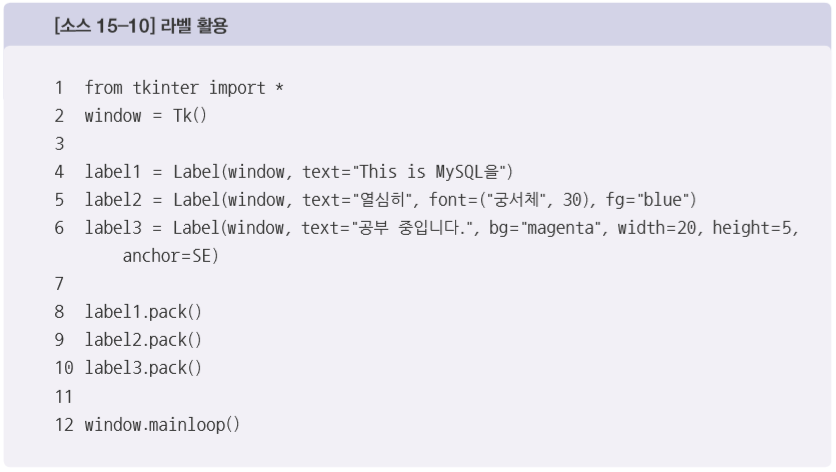 [소스 15-10] 라벨 활용
1 from tkinter import *
2 window = Tk()
3
4 label1 = Label(window, text="This is MySQL을")
5 label2 = Label(window, text="열심히", font=("궁서체", 30), fg="blue")
6 label3 = Label(window, text="공부 중입니다.", bg="magenta", width=20, height=5,
anchor=SE)
7
8 label1.pack()
9 label2.pack()
10 label3.pack()
11
12 window.mainloop()